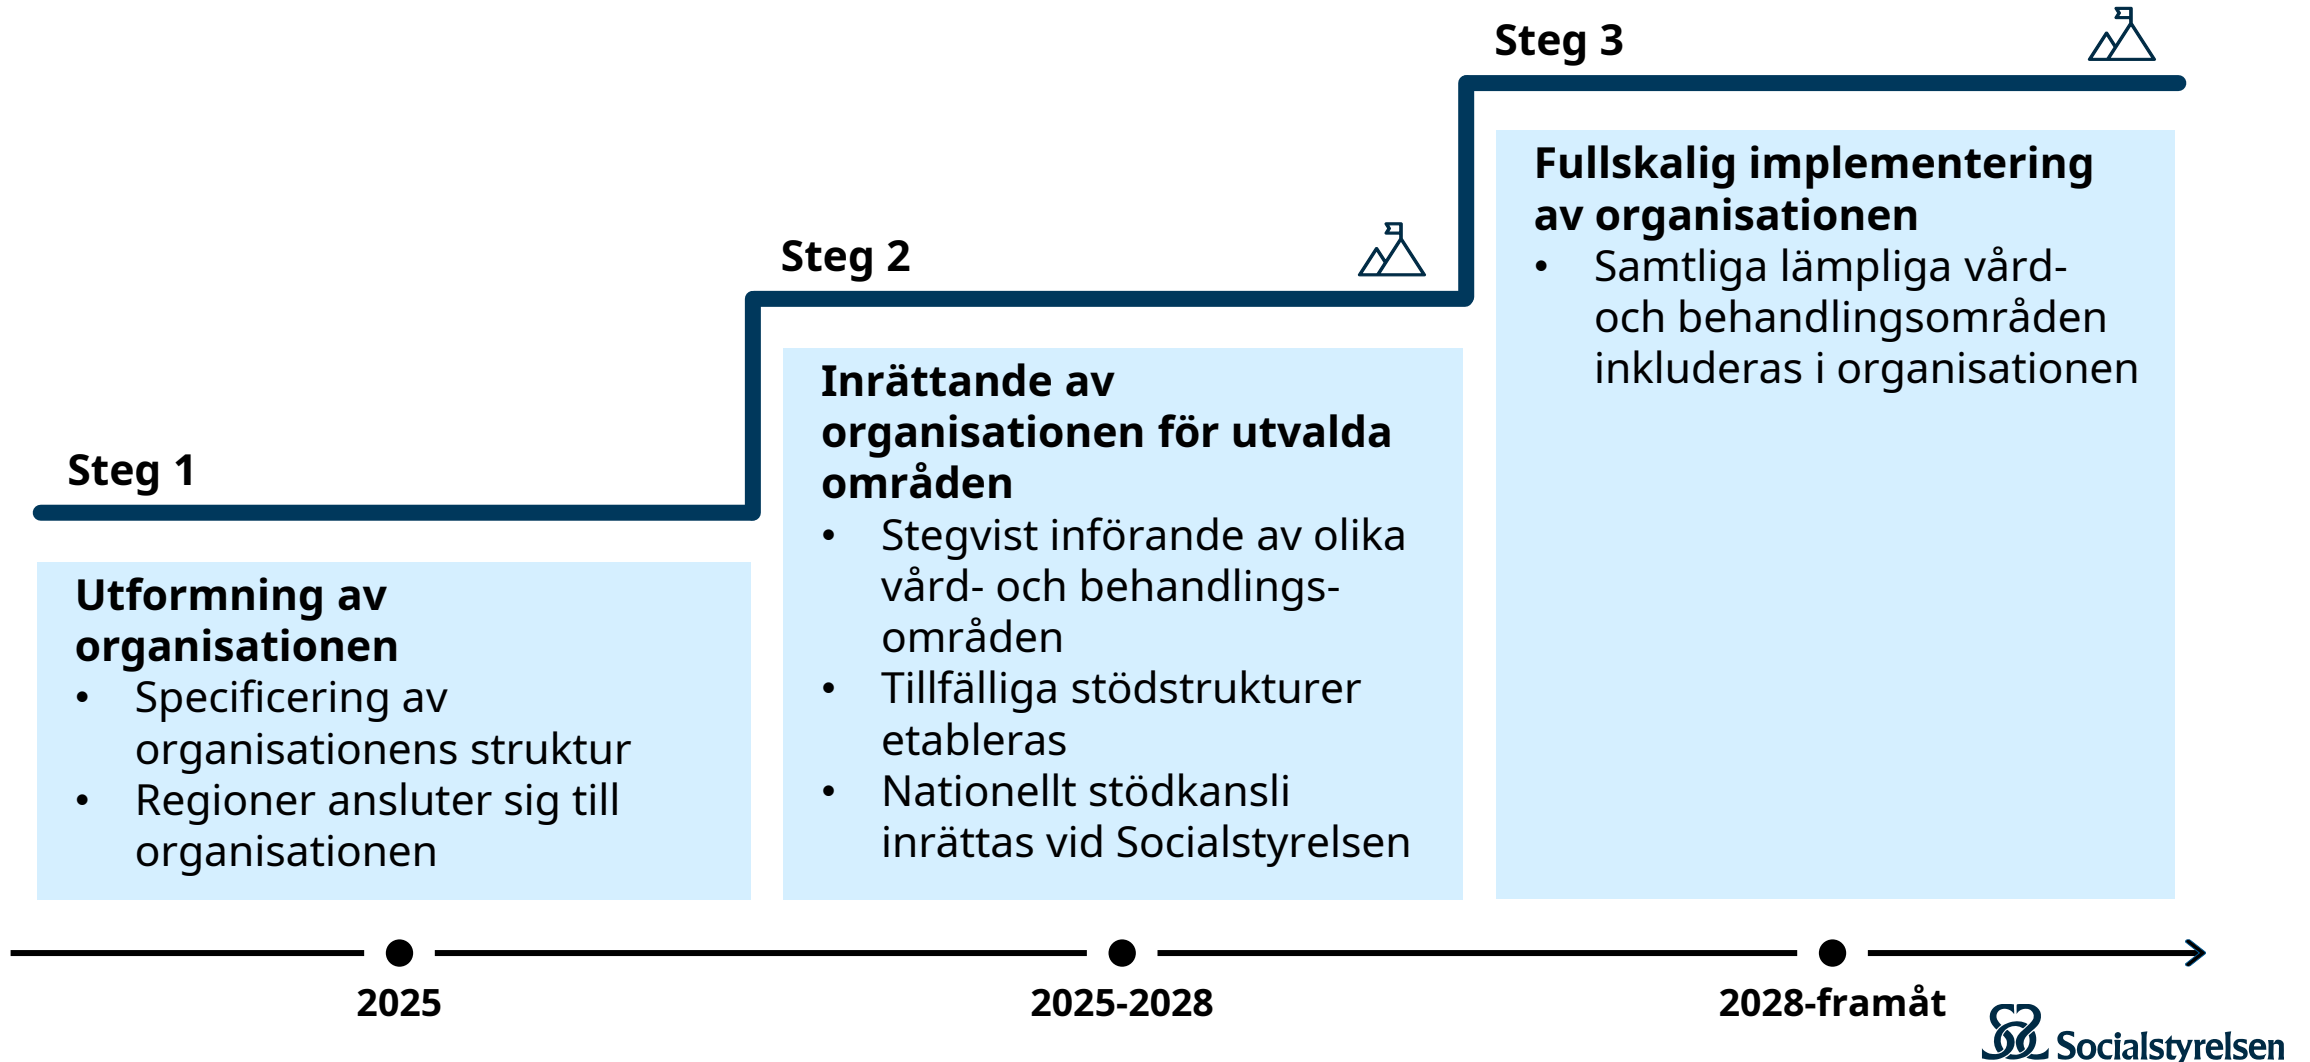 Steg 1
Utformning av
organisationen
• Specificering av
organisationens struktur
• Regioner ansluter sig till
organisationen
Steg 2
Inrättande av
organisationen för utvalda
områden
• Stegvist införande av olika
vård- och behandlings-
områden
• Tillfälliga stödstrukturer
etableras
• Nationellt stödkansli
inrättas vid Socialstyrelsen
Steg 3
Fullskalig implementering
av organisationen
• Samtliga lämpliga vård-
och behandlingsområden
inkluderas i organisationen
2025
2025-2028
2028-framåt
Socialstyrelsen